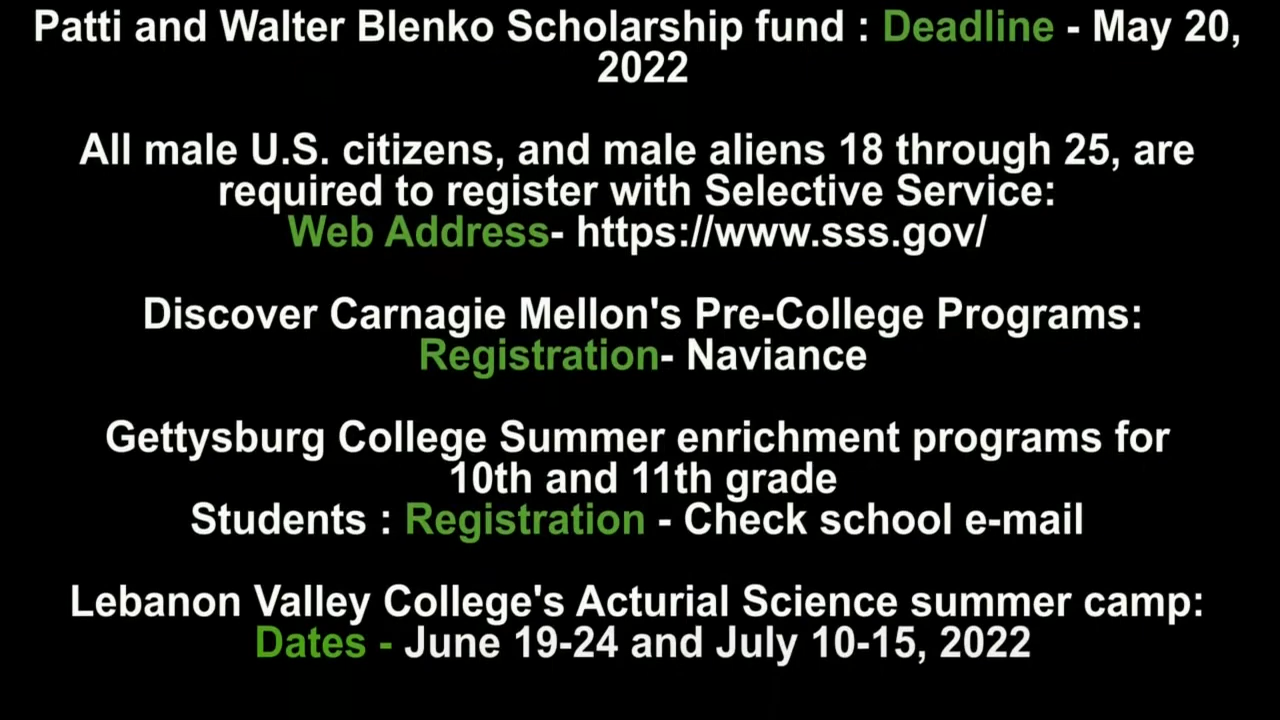 Patti and Walter Blenko Scholarship fund : Deadline - May 20,
2022
All male U.S. citizens, and male aliens 18 through 25, are
required to register with Selective Service:
Web Address- https://www.sss.gov/
Discover Carnagie Mellon's Pre-College Programs:
Registration- Naviance
Gettysburg College Summer enrichment programs for
10th and 11th grade
Students : Registration - Check school e-mail
Lebanon Valley College's Acturial Science summer camp:
Dates - June 19-24 and July 10-15, 2022